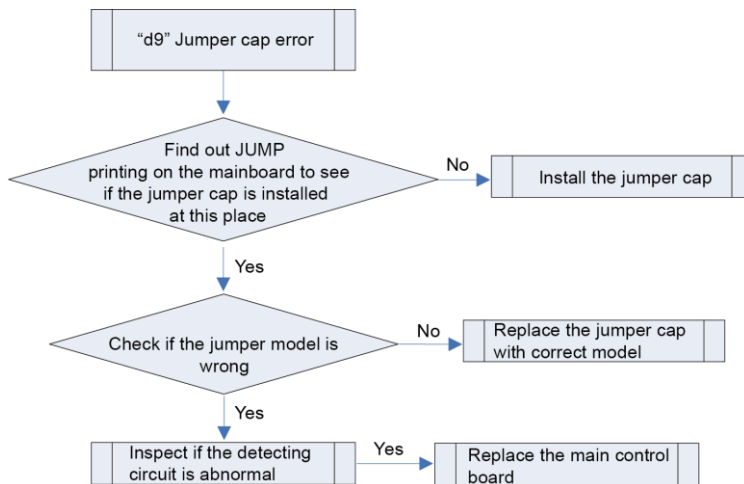 “d9” Jumper cap error
Find out JUMP
printing on the mainboard to see
if the jumper cap is installed
at this place
No
Install the jumper cap
Yes
Check if the jumper model is
wrong
No
Replace the jumper cap
with correct model
Yes
Inspect if the detecting
circuit is abnormal
Yes
Replace the main control
board